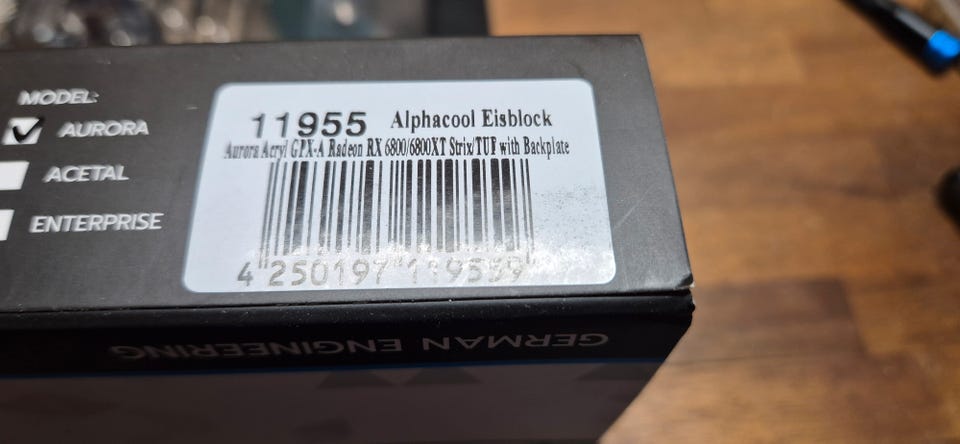 MODEL:
AURORA
ACETAL
ENTERPRISE
11955 Alphacool Eisblock
Aurora Acryl GPX-A Radeon RX 6800/6800XT Strix/TUF with Backplate
4 250197 119559
GERMAN ENGINEERING